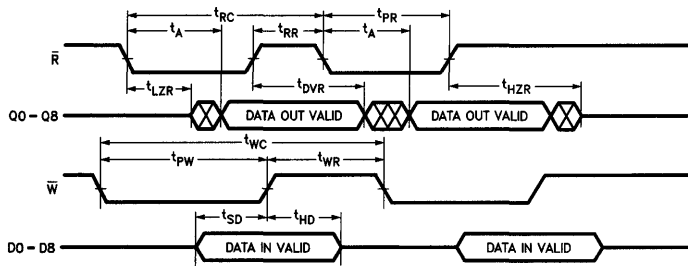 tRC tPR
tA tRR tA
R̅
tLZR tDVR tHZR
Q0 – Q8 DATA OUT VALID DATA OUT VALID
tWC
tPW tWR
W̅
tSD tHD
D0 – D8 DATA IN VALID DATA IN VALID